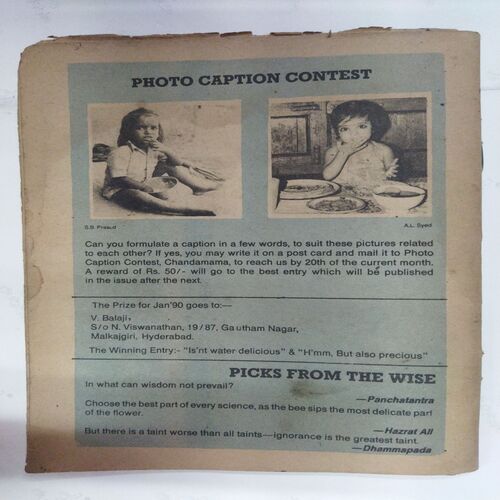 PHOTO CAPTION CONTEST
S.B. Prasad
A.L. Syed
Can you formulate a caption in a few words, to suit these pictures related
to each other? If yes, you may write it on a post card and mail it to Photo
Caption Contest, Chandamama, to reach us by 20th of the current month.
A reward of Rs. 50/- will go to the best entry which will be published
in the issue after the next.
The Prize for Jan'90 goes to:—
V. Balaji,
S/o N. Viswanathan, 19/87, Gautham Nagar,
Malkajgiri, Hyderabad.
The Winning Entry:- "Is'nt water delicious" & "H'mm, But also precious"
PICKS FROM THE WISE
In what can wisdom not prevail?
—Panchatantra
Choose the best part of every science, as the bee sips the most delicate part
of the flower.
—Hazrat Ali
But there is a taint worse than all taints—ignorance is the greatest taint.
—Dhammapada